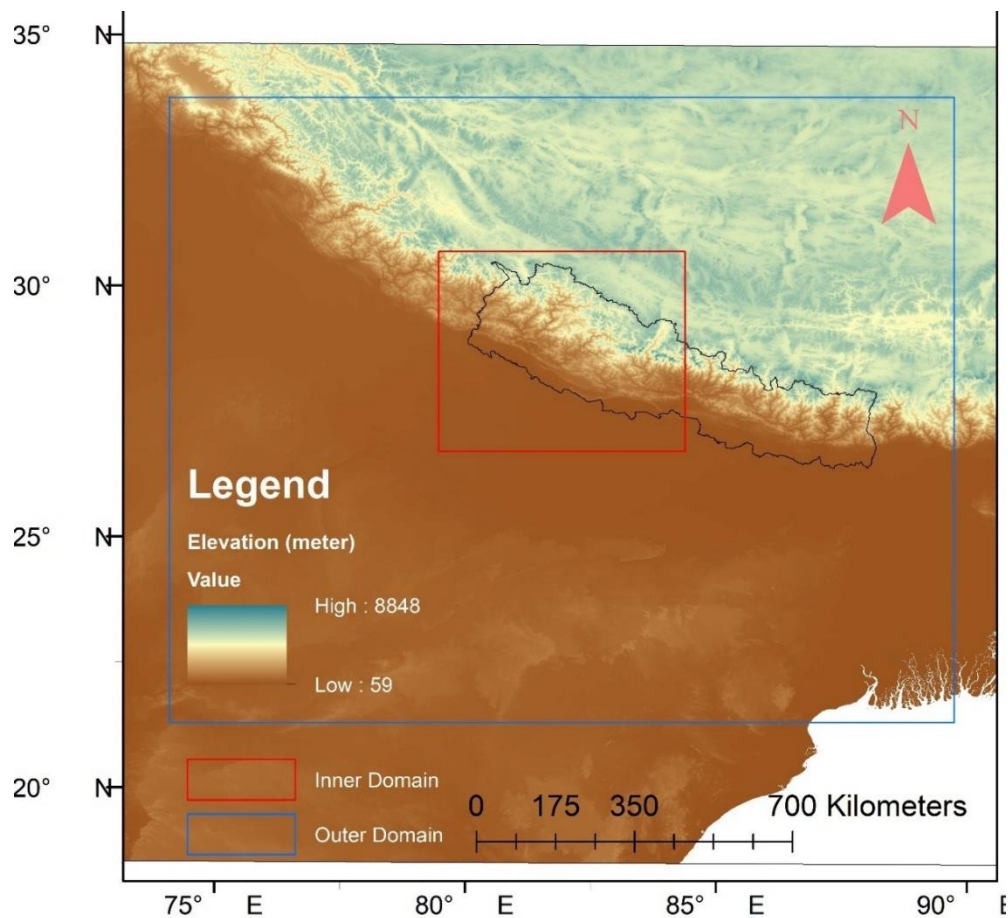 35° N
N
30° N
Legend
25° N
Elevation (meter)
Value
High : 8848
Low : 59
20° N
Inner Domain
0 175 350 700 Kilometers
Outer Domain
75° E 80° E 85° E 90° E